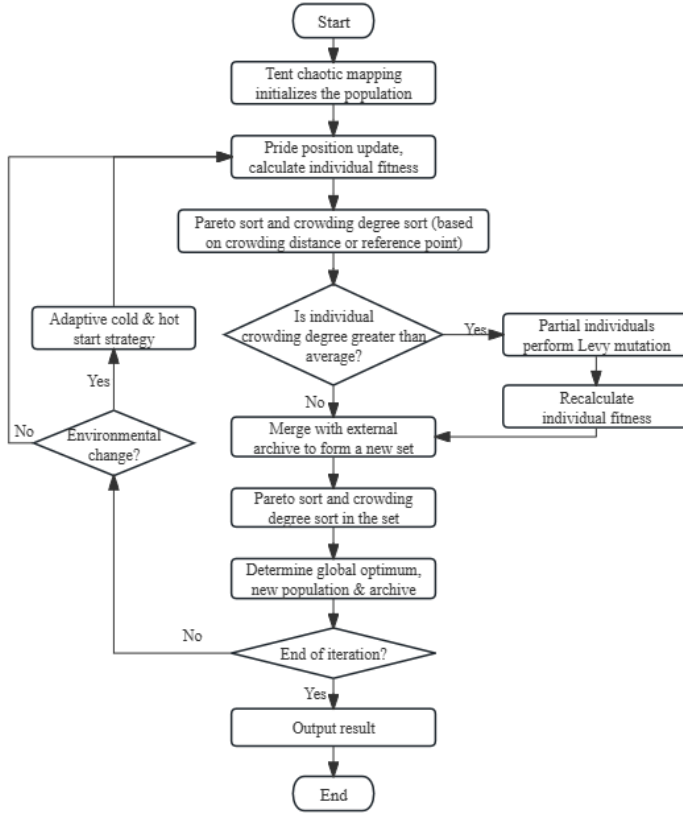 Start
Tent chaotic mapping
initializes the population
Pride position update,
calculate individual fitness
Pareto sort and crowding degree sort (based
on crowding distance or reference point)
Adaptive cold & hot
start strategy
Is individual
crowding degree greater than
average?
Yes
Partial individuals
perform Levy mutation
Yes
No
Recalculate
individual fitness
No
Environmental
change?
Merge with external
archive to form a new set
Pareto sort and crowding
degree sort in the set
Determine global optimum,
new population & archive
No
End of iteration?
Yes
Output result
End